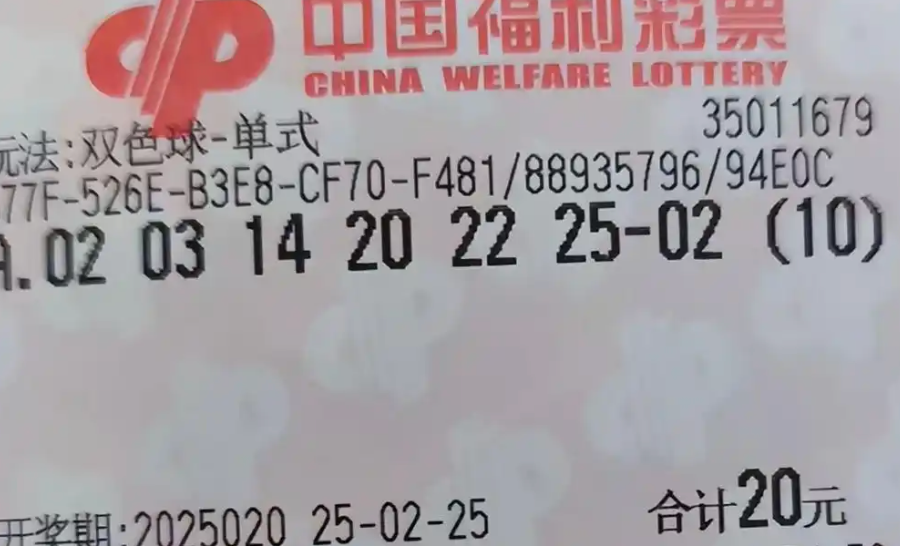 中国福利彩票
CHINA WELFARE LOTTERY
玩法:双色球-单式 35011679
77F-526E-B3E8-CF70-F481/88935796/94E0C
A.02 03 14 20 22 25-02 (10)
开奖期:2025020 25-02-25 合计20元